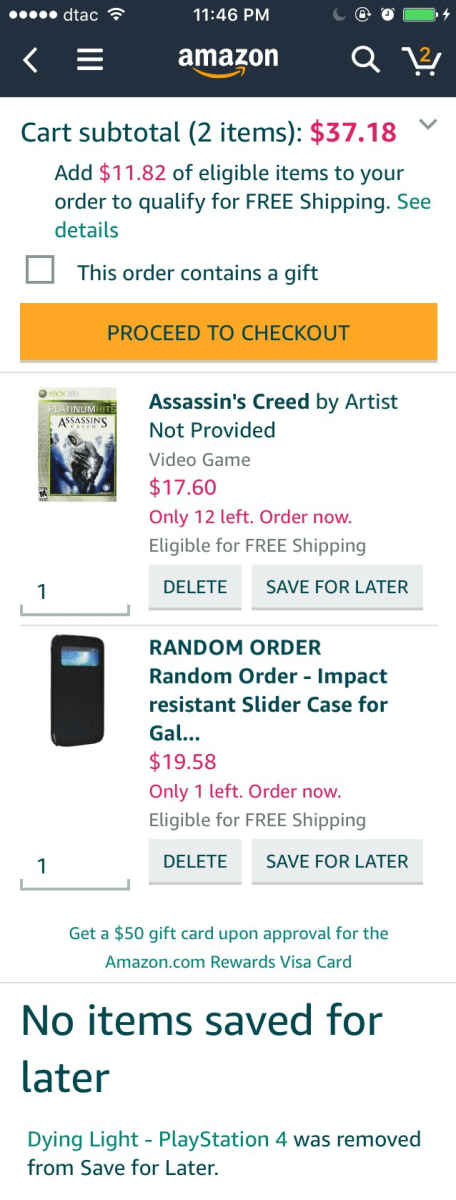 dtac 11:46 PM
amazon 2
Cart subtotal (2 items): $37.18
Add $11.82 of eligible items to your
order to qualify for FREE Shipping. See
details
This order contains a gift
PROCEED TO CHECKOUT
XBOX 360
PLATINUM HITS
ASSASSIN'S
CREED
M
Assassin's Creed by Artist
Not Provided
Video Game
$17.60
Only 12 left. Order now.
Eligible for FREE Shipping
1 DELETE SAVE FOR LATER
RANDOM ORDER
Random Order - Impact
resistant Slider Case for
Gal...
$19.58
Only 1 left. Order now.
Eligible for FREE Shipping
1 DELETE SAVE FOR LATER
Get a $50 gift card upon approval for the
Amazon.com Rewards Visa Card
No items saved for
later
Dying Light - PlayStation 4 was removed
from Save for Later.